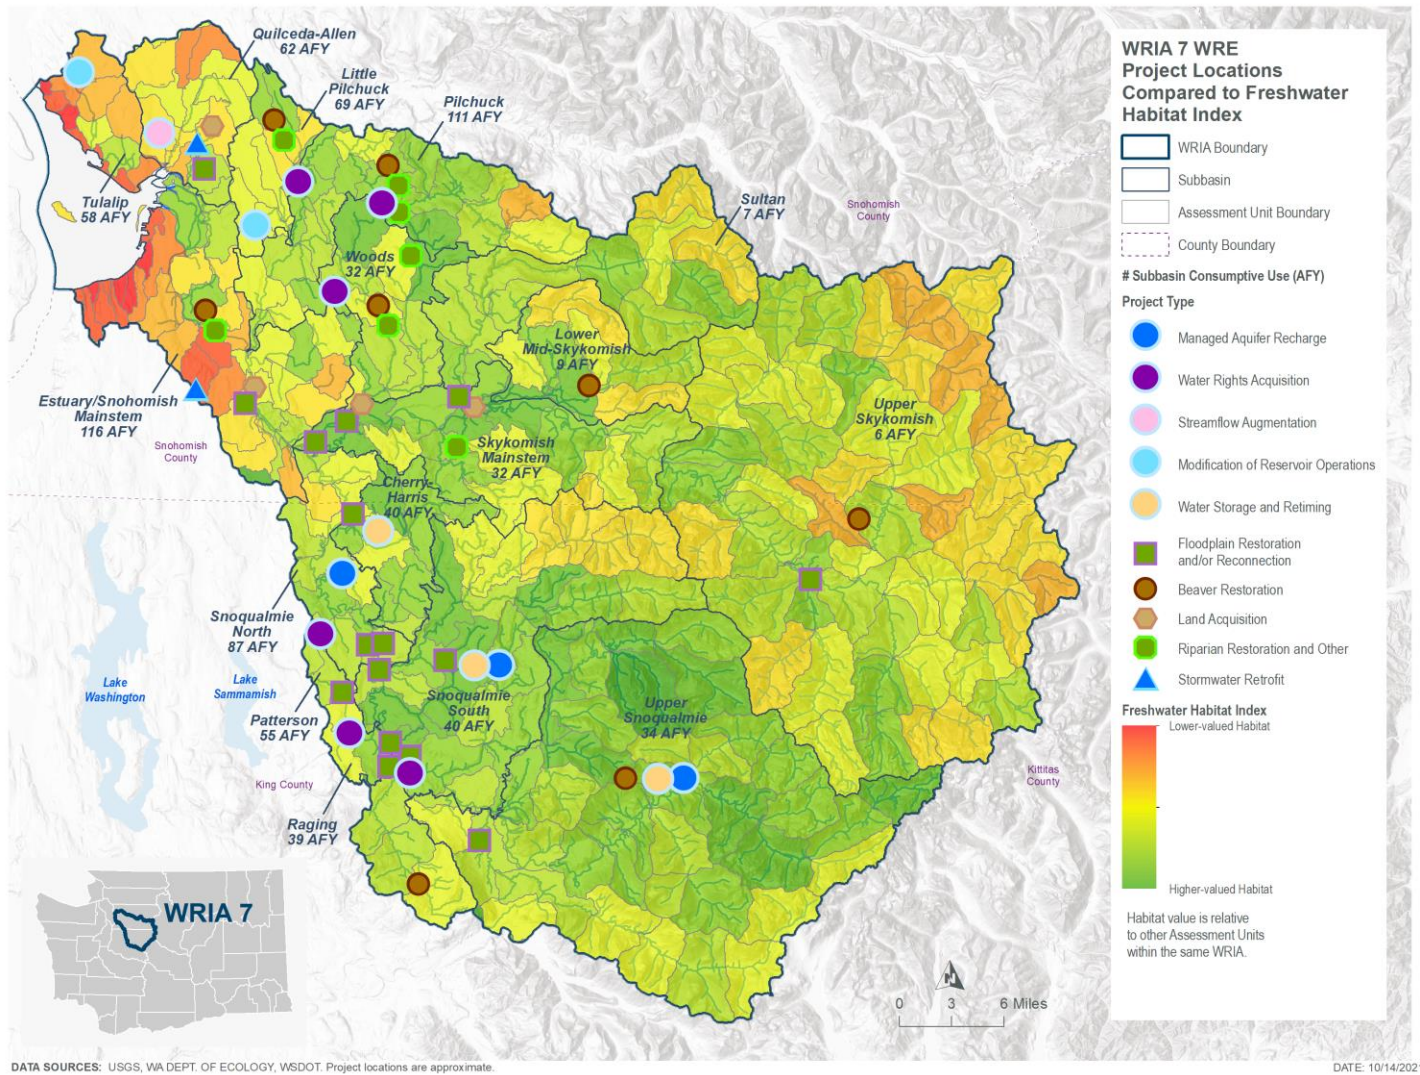 WRIA 7 WRE
Project Locations
Compared to Freshwater
Habitat Index
WRIA Boundary
Subbasin
Assessment Unit Boundary
County Boundary
# Subbasin Consumptive Use (AFY)
Project Type
Managed Aquifer Recharge
Water Rights Acquisition
Streamflow Augmentation
Modification of Reservoir Operations
Water Storage and Retiming
Floodplain Restoration
and/or Reconnection
Beaver Restoration
Land Acquisition
Riparian Restoration and Other
Stormwater Retrofit
Freshwater Habitat Index
Lower-valued Habitat
Higher-valued Habitat
Habitat value is relative
to other Assessment Units
within the same WRIA.
Quilceda-Allen
62 AFY
Little
Pilchuck
69 AFY
Pilchuck
111 AFY
Tulalip
58 AFY
Sultan
7 AFY
Snohomish
County
Woods
32 AFY
Lower
Mid-Skykomish
9 AFY
Estuary/Snohomish
Mainstem
116 AFY
Upper
Skykomish
6 AFY
Snohomish
County
Skykomish
Mainstem
32 AFY
Cherry-
Harris
40 AFY
Snoqualmie
North
87 AFY
Lake
Washington
Lake
Sammamish
Patterson
55 AFY
Snoqualmie
South
40 AFY
Upper
Snoqualmie
34 AFY
King County
Kittitas
County
Raging
39 AFY
WRIA 7
N
0 3 6 Miles
DATA SOURCES: USGS, WA DEPT. OF ECOLOGY, WSDOT. Project locations are approximate.
DATE: 10/14/202